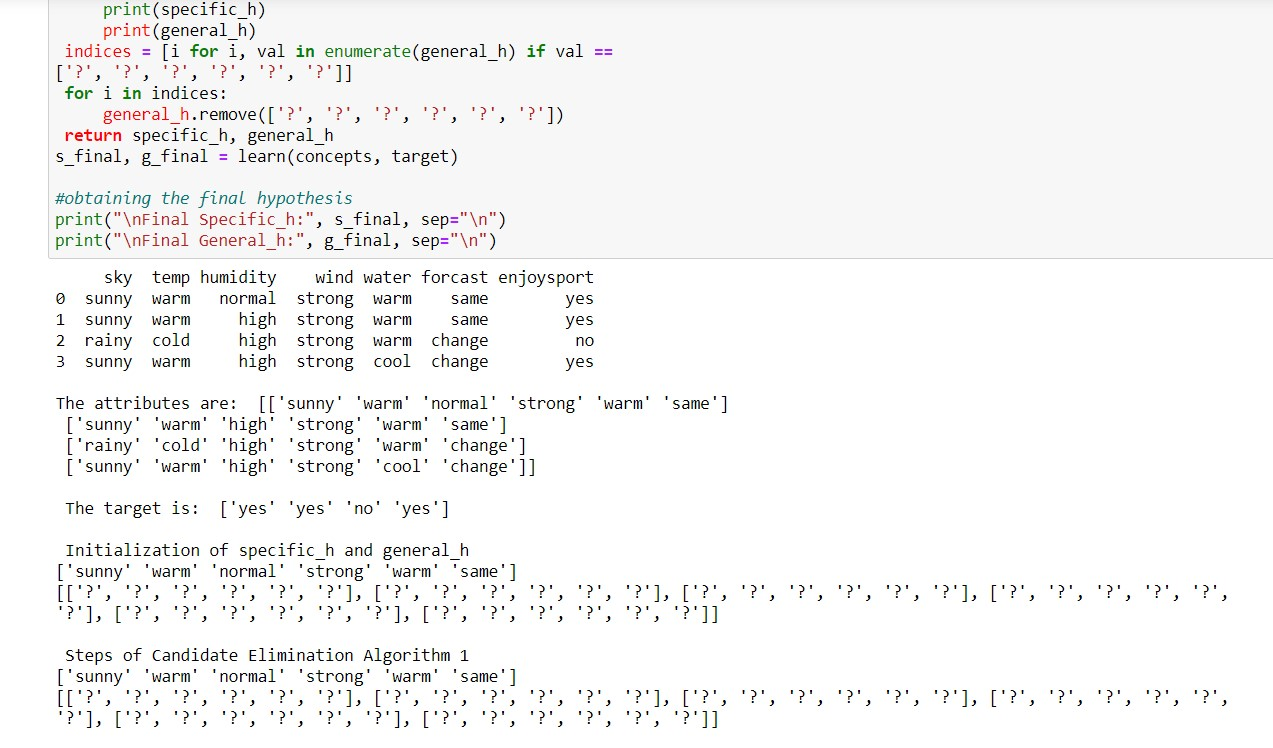 print(specific_h)
print(general_h)
indices = [i for i, val in enumerate(general_h) if val ==
['?', '?', '?', '?', '?', '?']]
for i in indices:
general_h.remove(['?', '?', '?', '?', '?', '?'])
return specific_h, general_h
s_final, g_final = learn(concepts, target)
#obtaining the final hypothesis
print("\nFinal Specific_h:", s_final, sep="\n")
print("\nFinal General_h:", g_final, sep="\n")
sky temp humidity wind water forcast enjoysport
0 sunny warm normal strong warm same yes
1 sunny warm high strong warm same yes
2 rainy cold high strong warm change no
3 sunny warm high strong cool change yes
The attributes are: [['sunny' 'warm' 'normal' 'strong' 'warm' 'same']
['sunny' 'warm' 'high' 'strong' 'warm' 'same']
['rainy' 'cold' 'high' 'strong' 'warm' 'change']
['sunny' 'warm' 'high' 'strong' 'cool' 'change']]
The target is: ['yes' 'yes' 'no' 'yes']
Initialization of specific_h and general_h
['sunny' 'warm' 'normal' 'strong' 'warm' 'same']
[['?', '?', '?', '?', '?', '?'], ['?', '?', '?', '?', '?', '?'], ['?', '?', '?', '?', '?', '?'], ['?', '?', '?', '?', '?',
'?'], ['?', '?', '?', '?', '?', '?'], ['?', '?', '?', '?', '?', '?']]
Steps of Candidate Elimination Algorithm 1
['sunny' 'warm' 'normal' 'strong' 'warm' 'same']
[['?', '?', '?', '?', '?', '?'], ['?', '?', '?', '?', '?', '?'], ['?', '?', '?', '?', '?', '?'], ['?', '?', '?', '?', '?',
'?'], ['?', '?', '?', '?', '?', '?'], ['?', '?', '?', '?', '?', '?']]